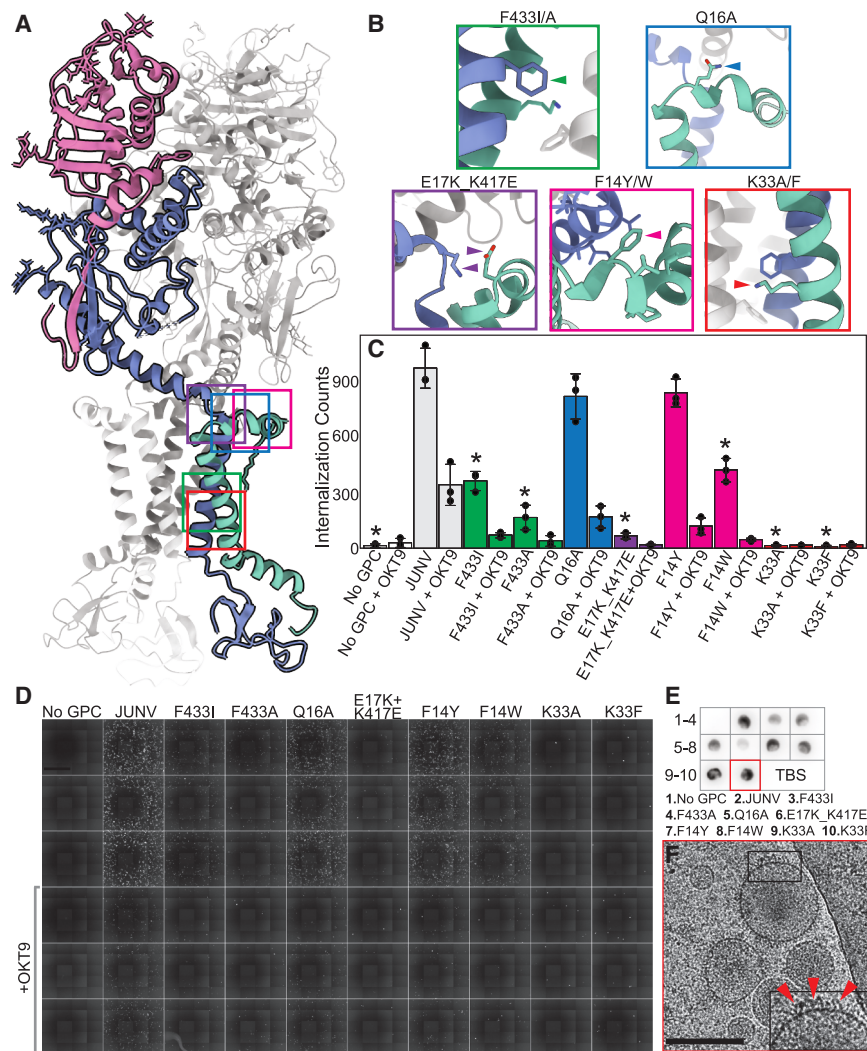 A
B
F433I/A
Q16A
E17K_K417E
F14Y/W
K33A/F
C
Internalization Counts
900
600
300
0
*
*
*
*
*
*
*
No GPC
No GPC + OKT9
JUNV
JUNV + OKT9
F433I
F433I + OKT9
F433A
F433A + OKT9
Q16A
Q16A + OKT9
E17K_K417E
E17K_K417E+OKT9
F14Y
F14Y + OKT9
F14W
F14W + OKT9
K33A
K33A + OKT9
K33F
K33F + OKT9
D
No GPC JUNV F433I F433A Q16A E17K+ K417E F14Y F14W K33A K33F
+OKT9
E
1-4
5-8
9-10 TBS
1.No GPC 2.JUNV 3.F433I
4.F433A 5.Q16A 6.E17K_K417E
7.F14Y 8.F14W 9.K33A 10.K33F
F